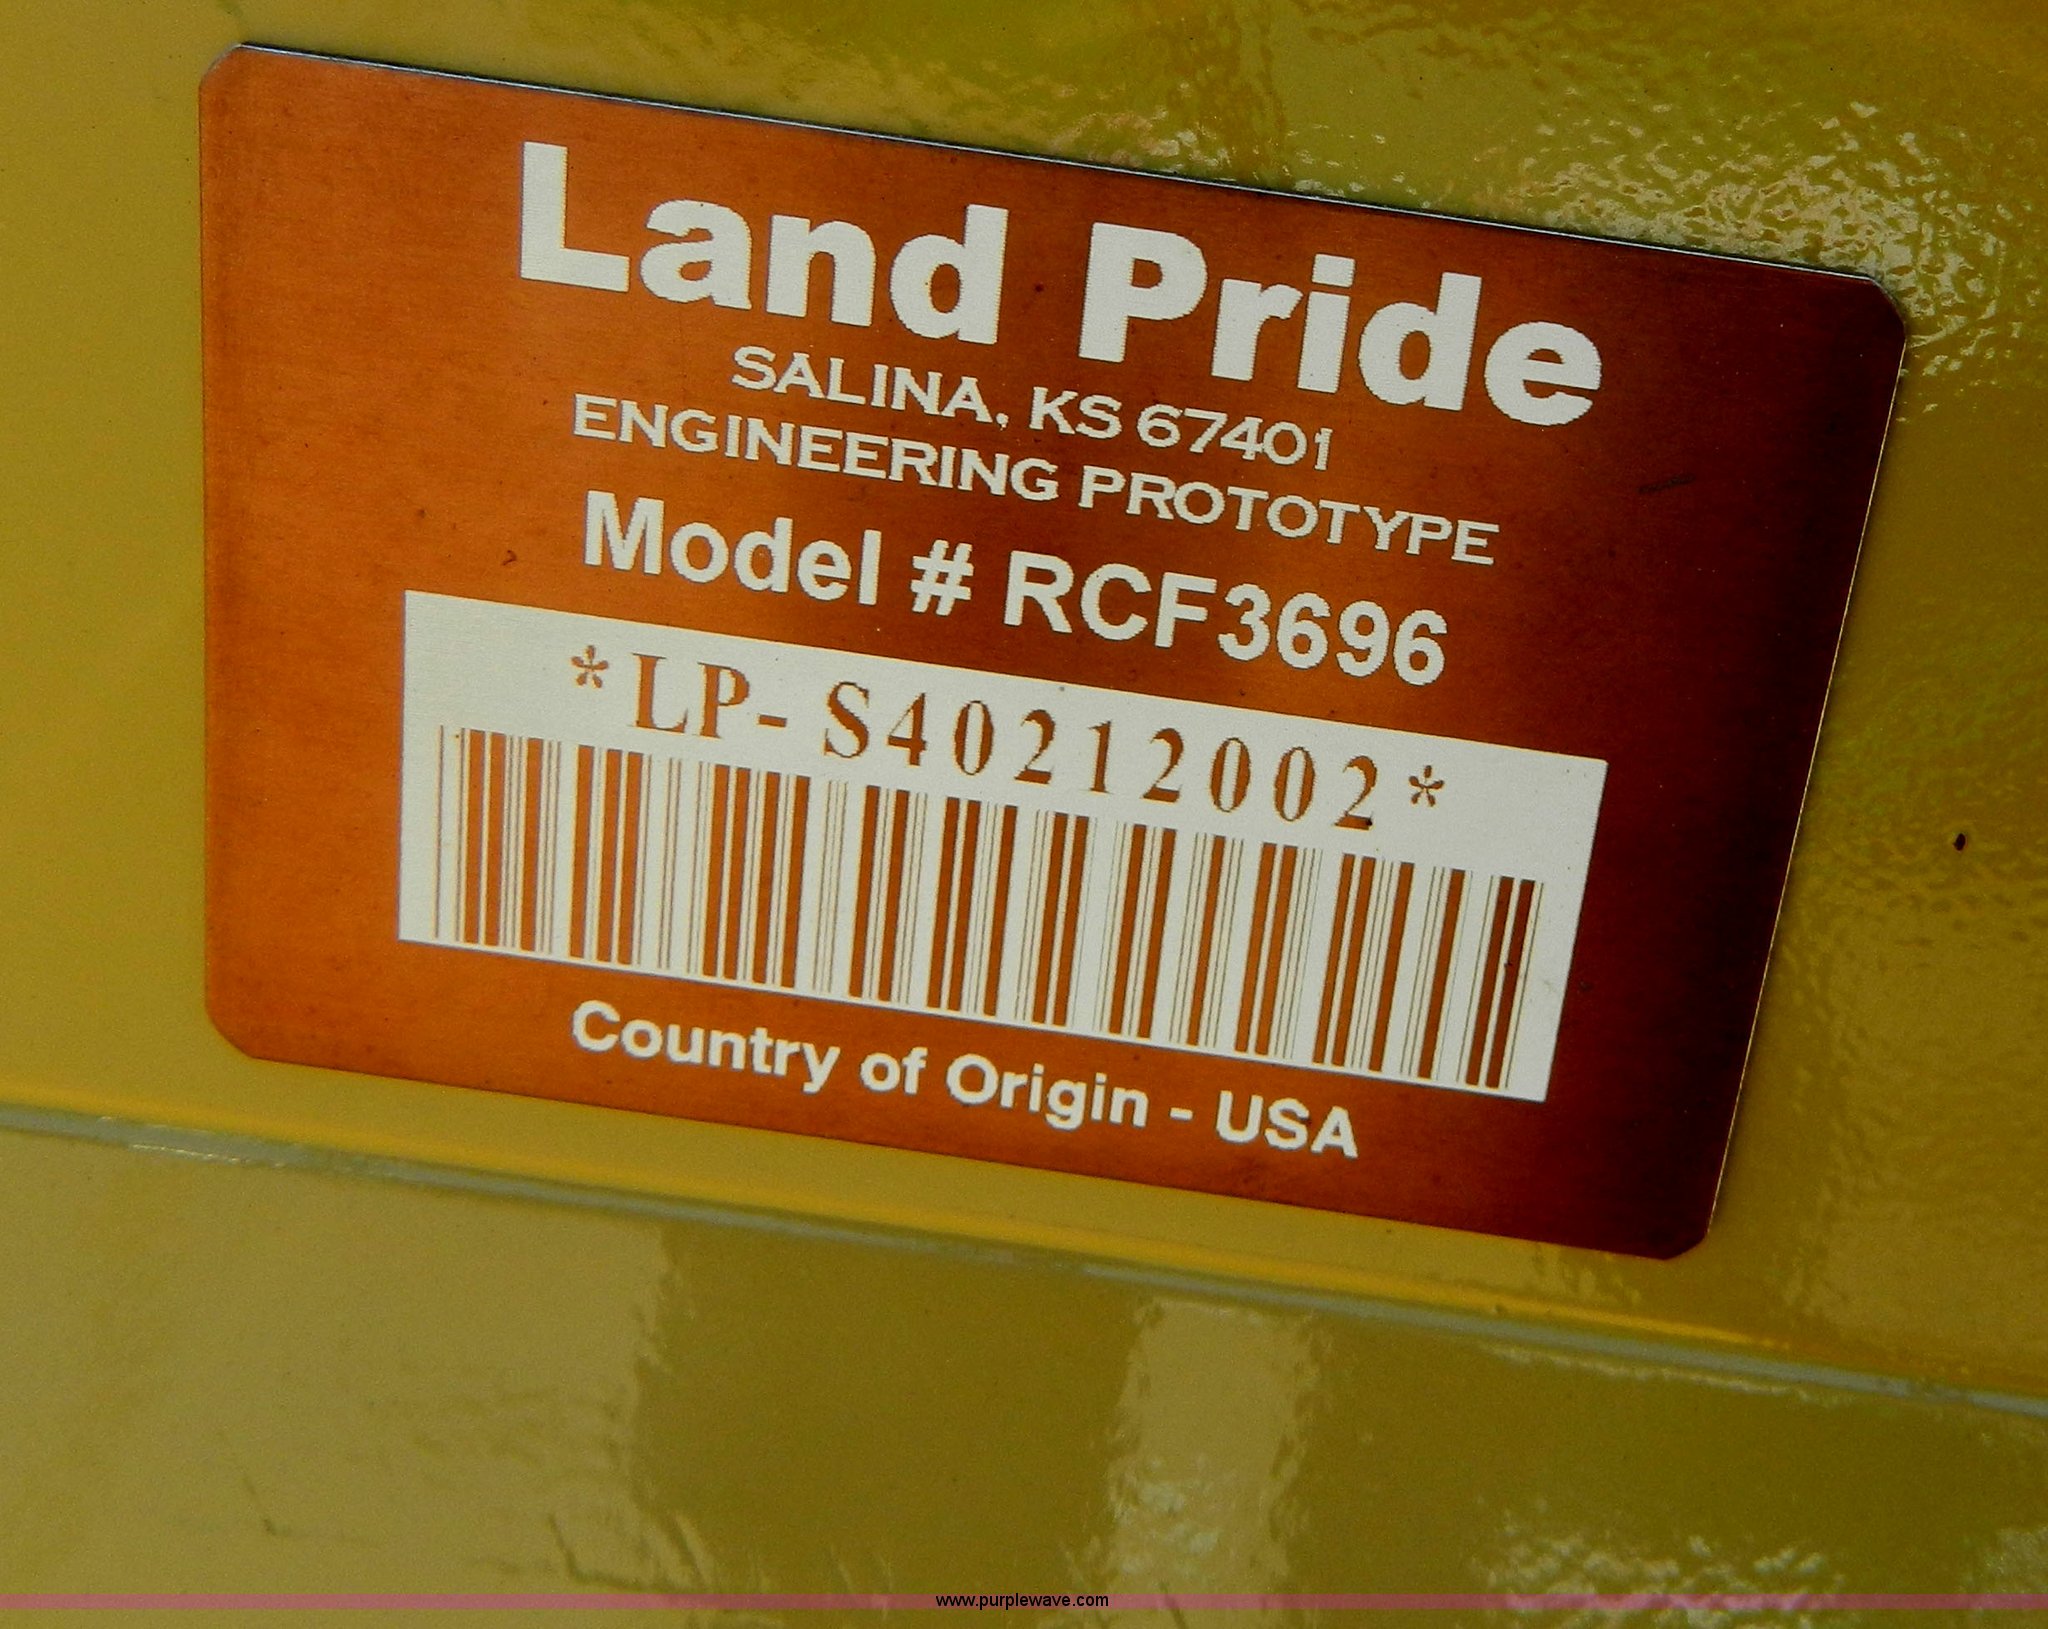 Land Pride
SALINA, KS 67401
ENGINEERING PROTOTYPE
Model # RCF3696
*LP- S40212002*
Country of Origin - USA
www.purplewave.com